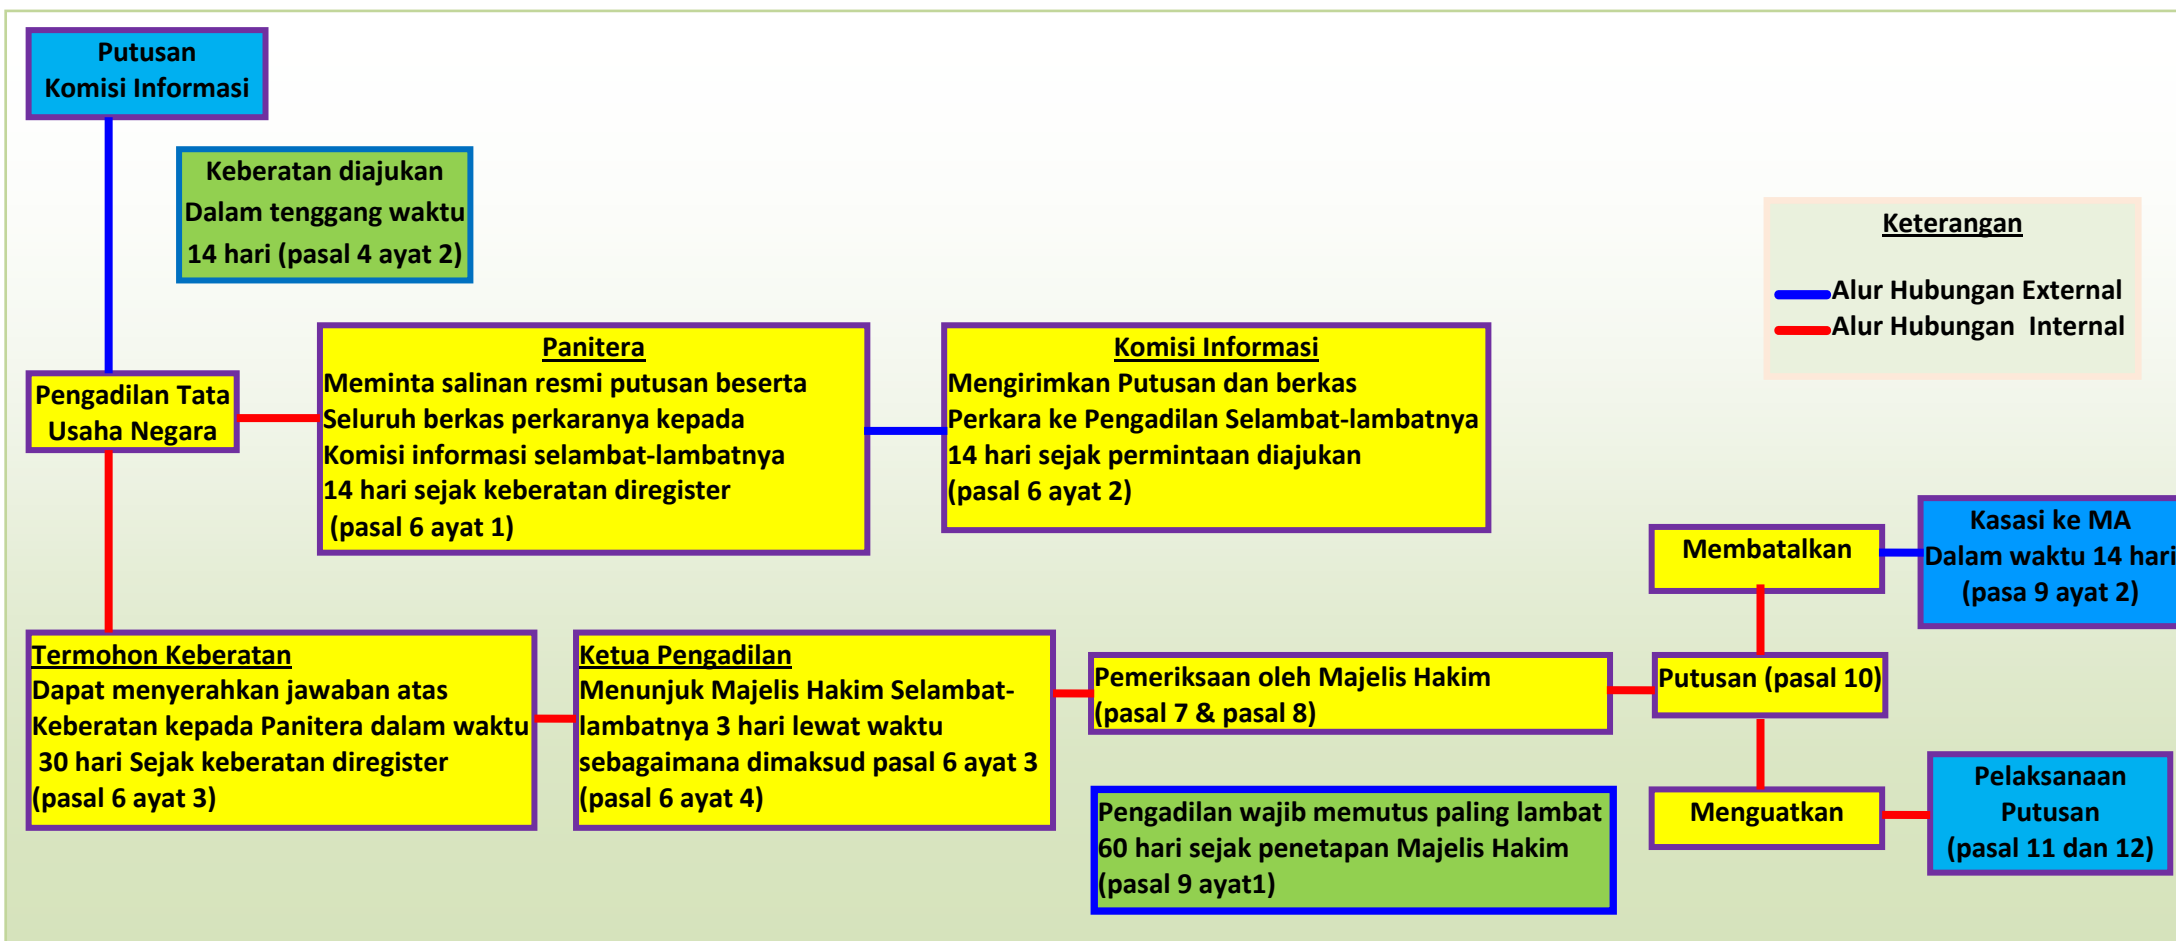 Putusan
Komisi Informasi
Keberatan diajukan
Dalam tenggang waktu
14 hari (pasal 4 ayat 2)
Keterangan
Alur Hubungan External
Alur Hubungan  Internal
Pengadilan Tata
Usaha Negara
Panitera
Meminta salinan resmi putusan beserta
Seluruh berkas perkaranya kepada
Komisi informasi selambat-lambatnya
14 hari sejak keberatan diregister
(pasal 6 ayat 1)
Komisi Informasi
Mengirimkan Putusan dan berkas
Perkara ke Pengadilan Selambat-lambatnya
14 hari sejak permintaan diajukan
(pasal 6 ayat 2)
Termohon Keberatan
Dapat menyerahkan jawaban atas
Keberatan kepada Panitera dalam waktu
30 hari Sejak keberatan diregister
(pasal 6 ayat 3)
Ketua Pengadilan
Menunjuk Majelis Hakim Selambat-
lambatnya 3 hari lewat waktu
sebagaimana dimaksud pasal 6 ayat 3
(pasal 6 ayat 4)
Pemeriksaan oleh Majelis Hakim
(pasal 7 & pasal 8)
Pengadilan wajib memutus paling lambat
60 hari sejak penetapan Majelis Hakim
(pasal 9 ayat1)
Putusan (pasal 10)
Membatalkan
Kasasi ke MA
Dalam waktu 14 hari
(pasa 9 ayat 2)
Menguatkan
Pelaksanaan
Putusan
(pasal 11 dan 12)